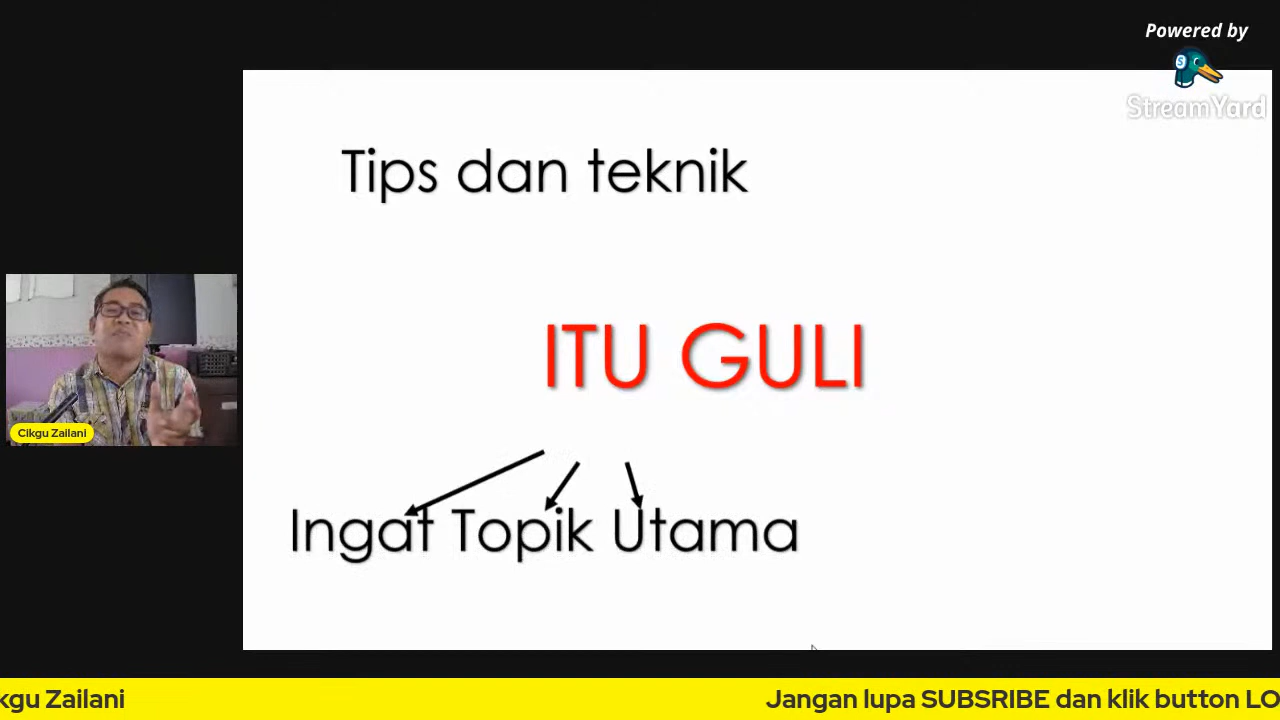 Powered by
StreamYard
Tips dan teknik
ITU GULI
Ingat Topik Utama
Cikgu Zailani
kgu Zailani
Jangan lupa SUBSRIBE dan klik button LO